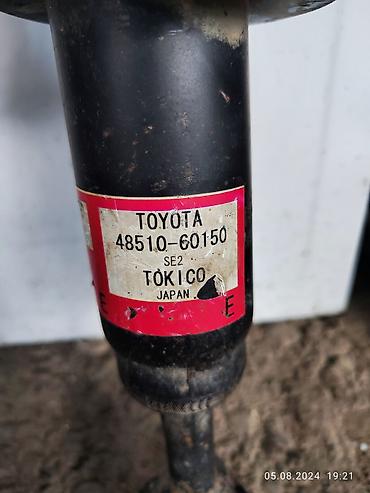 TOYOTA
48510-60150
SE2
TOKICO
JAPAN
E
E
05.08.2024 19:21